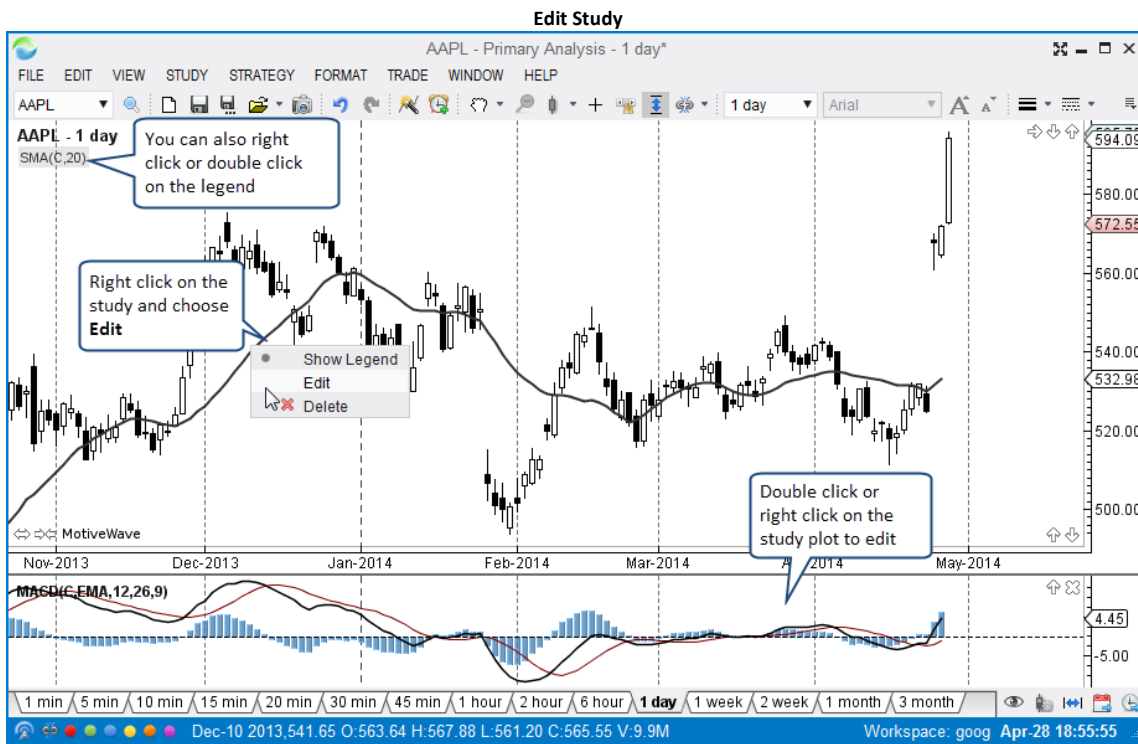 Edit Study
AAPL - Primary Analysis - 1 day*
FILE EDIT VIEW STUDY STRATEGY FORMAT TRADE WINDOW HELP
AAPL 1 day Arial
AAPL - 1 day
SMA(C,20)
You can also right
click or double click
on the legend
594.09
580.00
572.55
560.00
540.00
532.98
520.00
500.00
Right click on the
study and choose
Edit
Show Legend
Edit
Delete
Double click or
right click on the
study plot to edit
MotiveWave
Nov-2013 Dec-2013 Jan-2014 Feb-2014 Mar-2014 2014 May-2014
MACD(C,EMA,12,26,9)
4.45
-5.00
1 min 5 min 10 min 15 min 20 min 30 min 45 min 1 hour 2 hour 6 hour 1 day 1 week 2 week 1 month 3 month
Dec-10 2013,541.65 O:563.64 H:567.88 L:561.20 C:565.55 V:9.9M Workspace: goog Apr-28 18:55:55